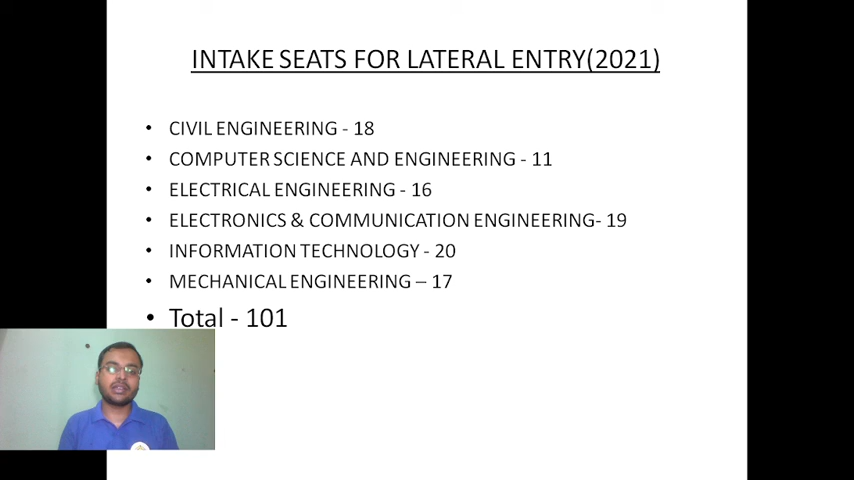 INTAKE SEATS FOR LATERAL ENTRY(2021)
• CIVIL ENGINEERING - 18
• COMPUTER SCIENCE AND ENGINEERING - 11
• ELECTRICAL ENGINEERING - 16
• ELECTRONICS & COMMUNICATION ENGINEERING- 19
• INFORMATION TECHNOLOGY - 20
• MECHANICAL ENGINEERING – 17
• Total - 101